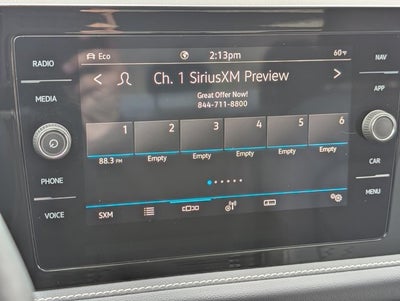 Eco 2:13pm 60°F
RADIO NAV
Ch. 1 SiriusXM Preview
Great Offer Now!
844-711-8800
MEDIA APP
1 2 3 4 5 6
88.3 FM Empty Empty Empty Empty Empty
PHONE CAR
VOICE MENU
SXM